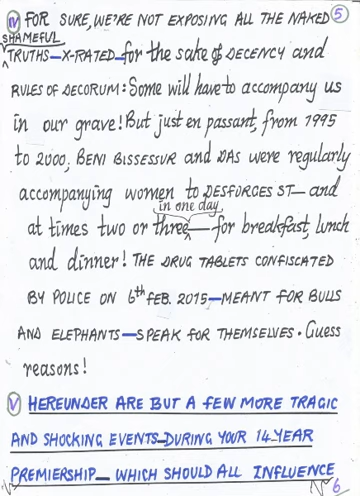 (IV) FOR SURE, WE'RE NOT EXPOSING ALL THE NAKED (5)
SHAMEFUL
TRUTHS—X-RATED—for the sake of DECENCY and
RULES OF DECORUM: Some will have to accompany us
in our grave! But just en passant, from 1995
to 2000, BENI BISSESSUR and DAS were regularly
accompanying women to DESFORGES ST— and
in one day
at times two or three—for breakfast, lunch
and dinner! THE DRUG TABLETS CONFISCATED
BY POLICE ON 6th FEB. 2015—MEANT FOR BULLS
AND ELEPHANTS—SPEAK FOR THEMSELVES. Guess
reasons!
(V) HEREUNDER ARE BUT A FEW MORE TRAGIC
AND SHOCKING EVENTS—DURING YOUR 14-YEAR
PREMIERSHIP—WHICH SHOULD ALL INFLUENCE
6